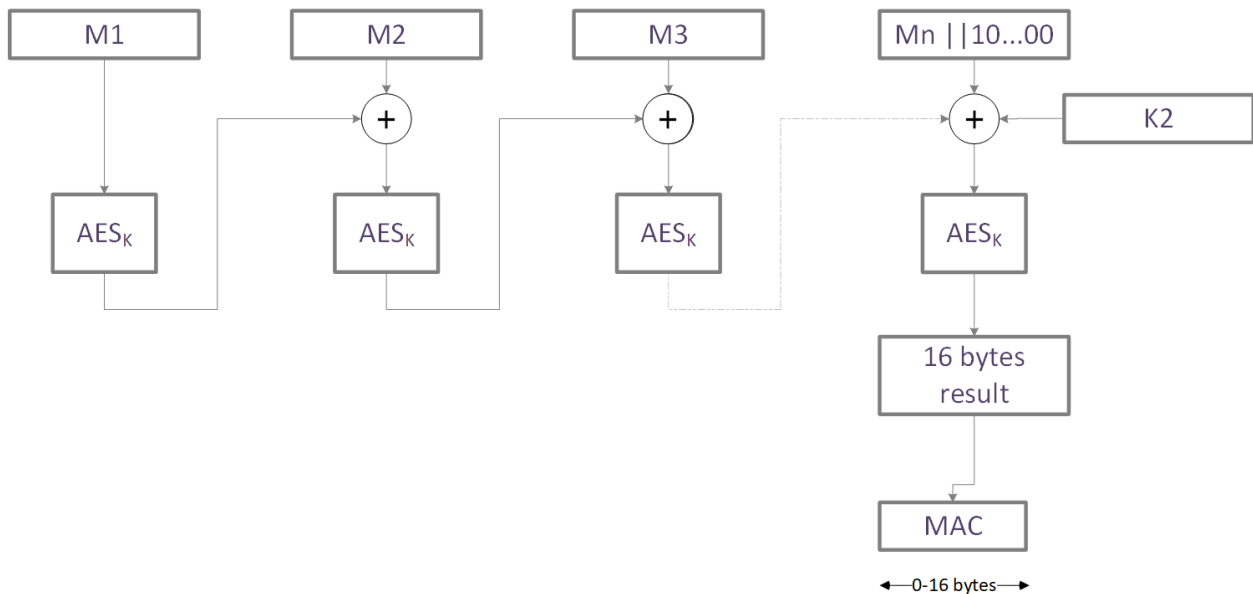 M1
M2
M3
Mn ||10...00
+
+
+
K2
AESK
AESK
AESK
AESK
16 bytes
result
MAC
0-16 bytes